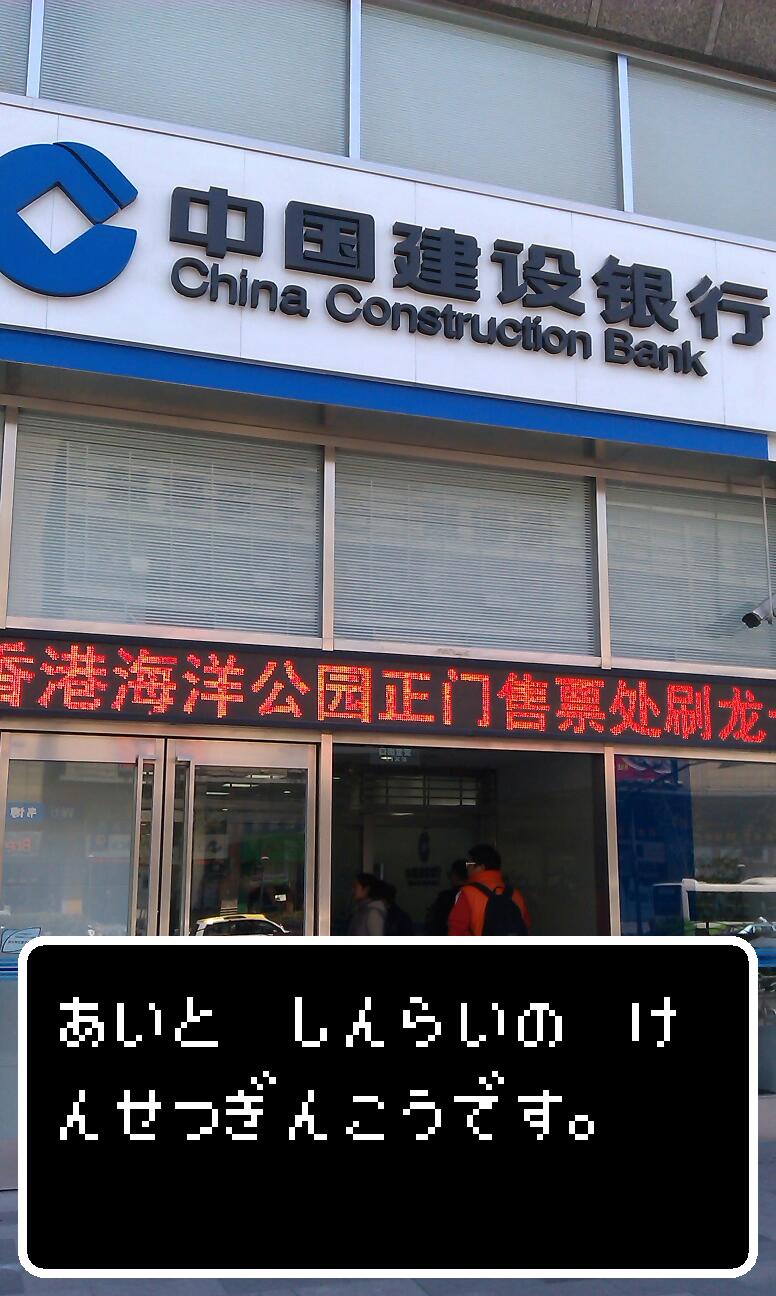 中国建设银行
China Construction Bank
香港海洋公园正门售票处刷龙
あいと　しんらいの　け
んせつぎんこうです。